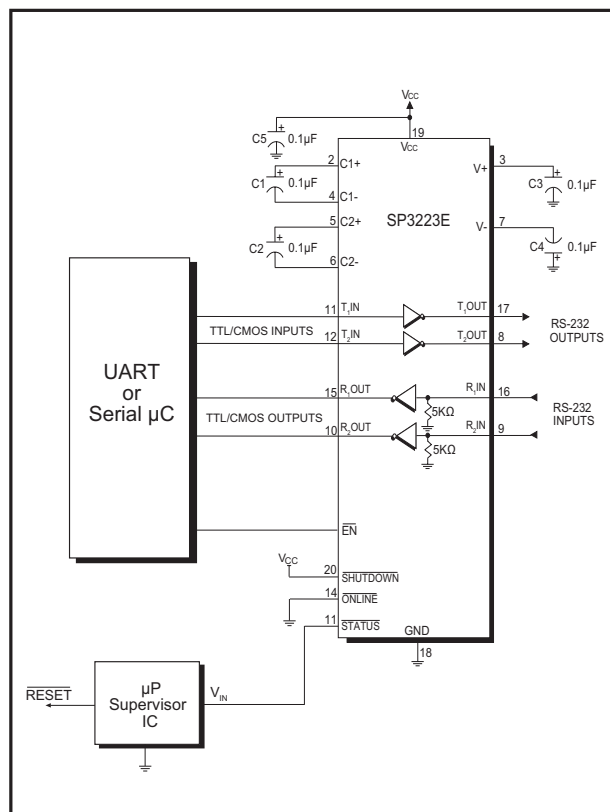 VCC
C5 + 0.1µF
19
VCC
2 C1+
C1 + 0.1µF
4 C1-
5 C2+
C2 + 0.1µF
6 C2-
SP3223E
V+ 3
C3 + 0.1µF
V- 7
C4 0.1µF +
UART
or
Serial µC
TTL/CMOS INPUTS
11 T1IN T1OUT 17
12 T2IN T2OUT 8
RS-232
OUTPUTS
TTL/CMOS OUTPUTS
15 R1OUT R1IN 16
5KΩ
10 R2OUT R2IN 9
5KΩ
RS-232
INPUTS
EN
VCC
20 SHUTDOWN
14 ONLINE
11 STATUS
GND
18
RESET
µP
Supervisor
IC
VIN